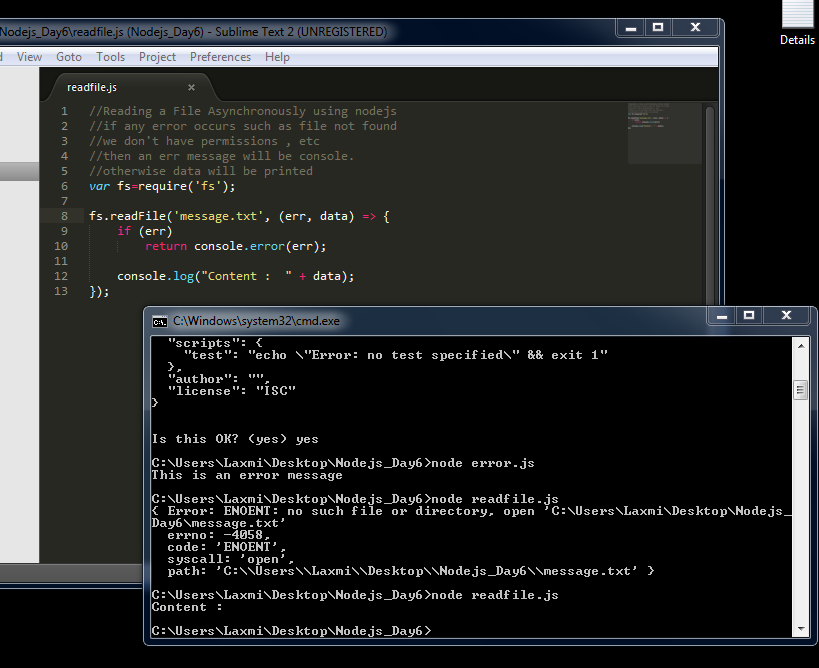 Nodejs_Day6\readfile.js (Nodejs_Day6) - Sublime Text 2 (UNREGISTERED)
View Goto Tools Project Preferences Help
Details
readfile.js ×
1 //Reading a File Asynchronously using nodejs
2 //if any error occurs such as file not found
3 //we don't have permissions , etc
4 //then an err message will be console.
5 //otherwise data will be printed
6 var fs=require('fs');
7
8 fs.readFile('message.txt', (err, data) => {
9 if (err)
10 return console.error(err);
11
12 console.log("Content :  " + data);
13 });
C:\Windows\system32\cmd.exe
"scripts": {
"test": "echo \"Error: no test specified\" && exit 1"
},
"author": "",
"license": "ISC"
}
Is this OK? (yes) yes
C:\Users\Laxmi\Desktop\Nodejs_Day6>node error.js
This is an error message
C:\Users\Laxmi\Desktop\Nodejs_Day6>node readfile.js
{ Error: ENOENT: no such file or directory, open 'C:\Users\Laxmi\Desktop\Nodejs_
Day6\message.txt'
errno: -4058,
code: 'ENOENT',
syscall: 'open',
path: 'C:\\Users\\Laxmi\\Desktop\\Nodejs_Day6\\message.txt' }
C:\Users\Laxmi\Desktop\Nodejs_Day6>node readfile.js
Content :
C:\Users\Laxmi\Desktop\Nodejs_Day6>